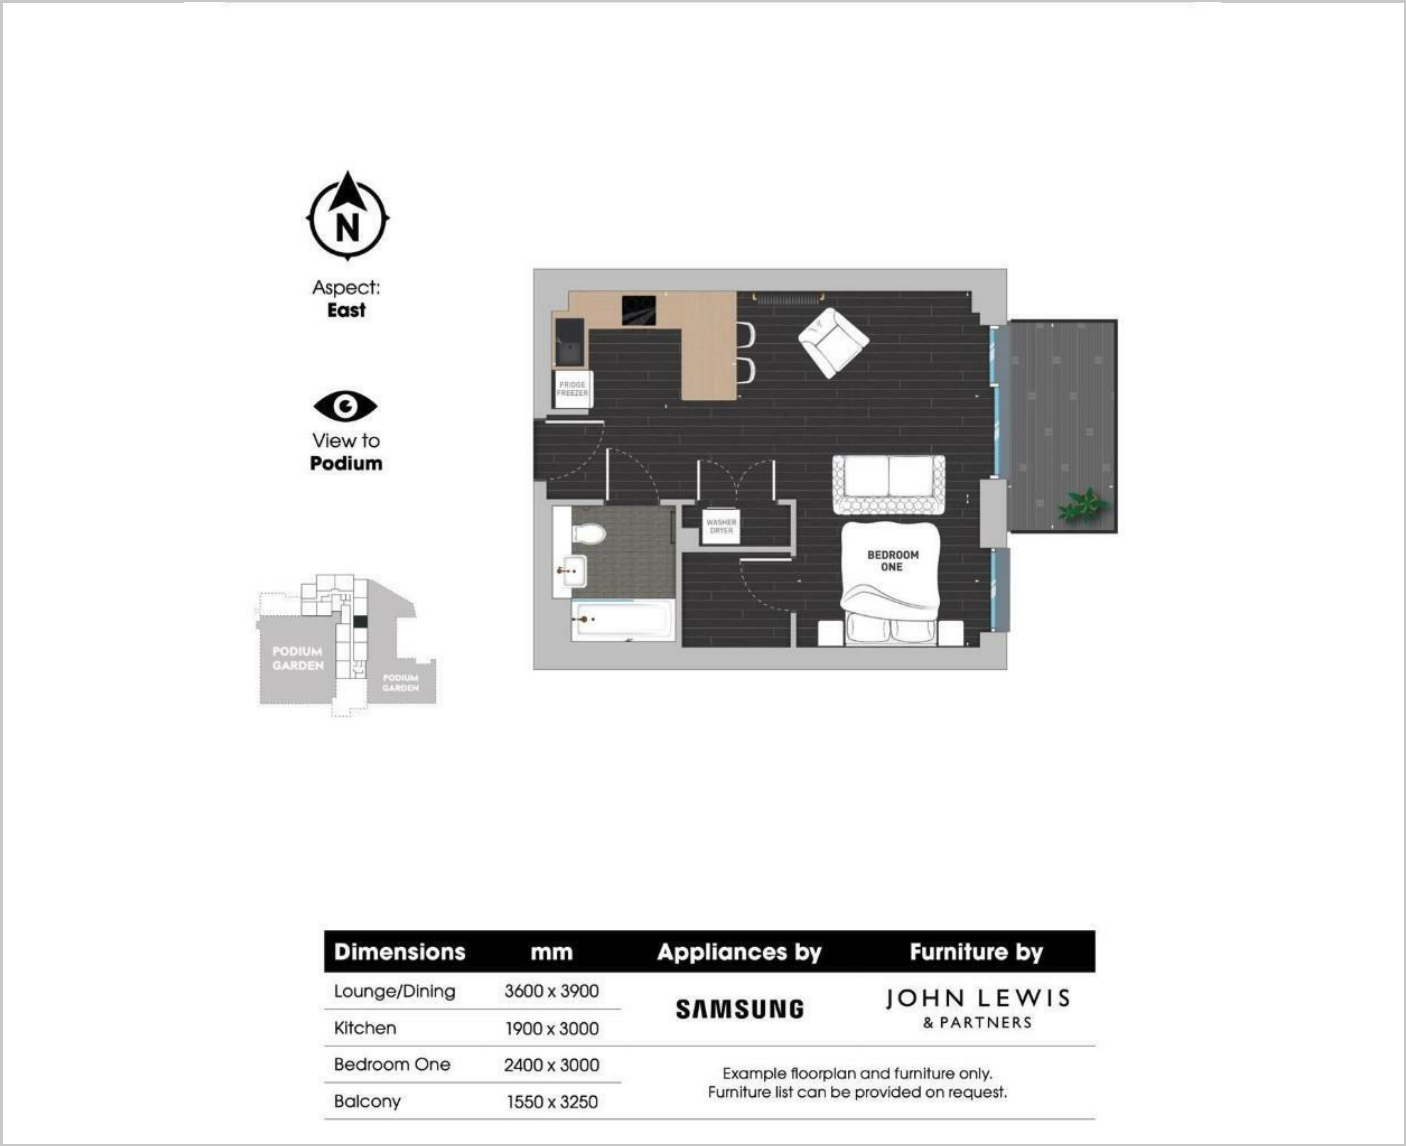 N
Aspect:
East
View to
Podium
PODIUM
GARDEN
PODIUM
GARDEN
FRIDGE
FREEZER
WASHER
DRYER
BEDROOM
ONE
Dimensions mm Appliances by Furniture by
Lounge/Dining 3600 x 3900
Kitchen 1900 x 3000
Bedroom One 2400 x 3000
Balcony 1550 x 3250
SAMSUNG
JOHN LEWIS
& PARTNERS
Example floorplan and furniture only.
Furniture list can be provided on request.